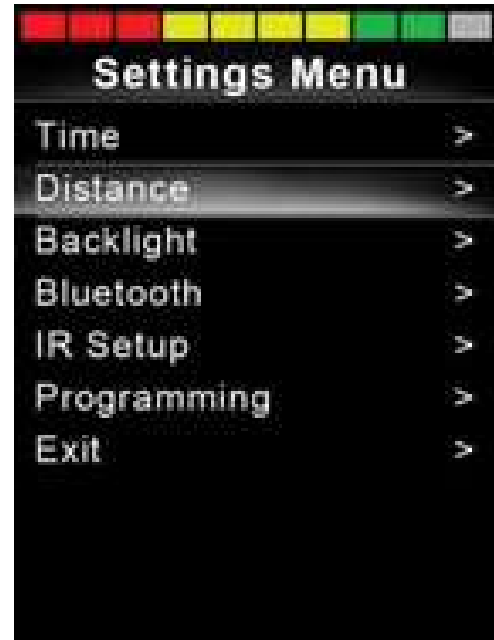 Settings Menu
Time >
Distance >
Backlight >
Bluetooth >
IR Setup >
Programming >
Exit >